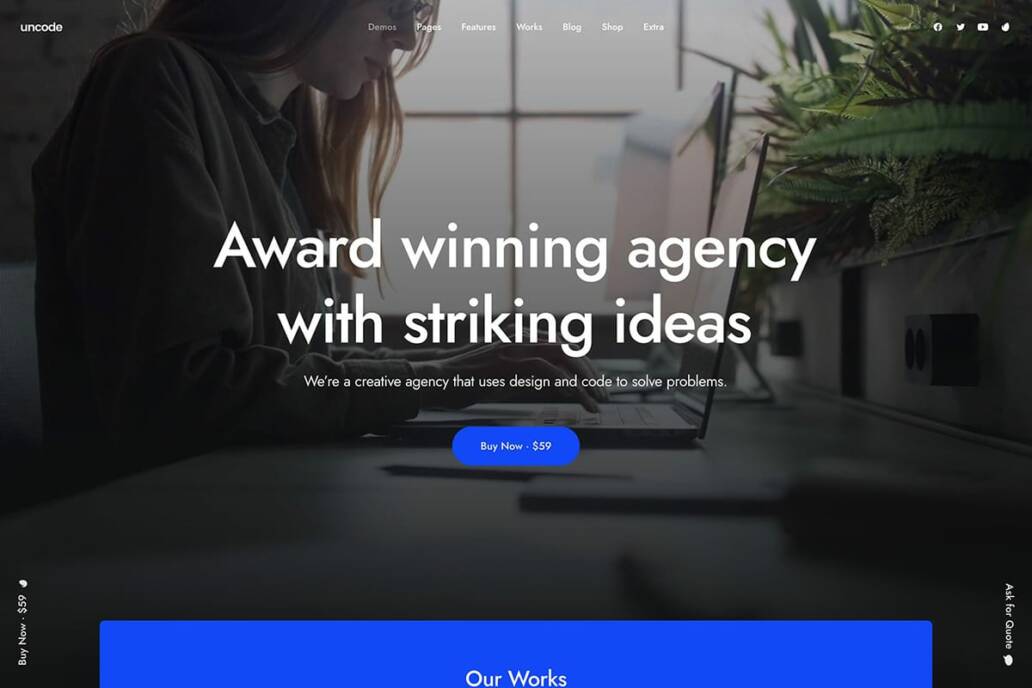 uncode
Demos Pages Features Works Blog Shop Extra
Award winning agency
with striking ideas
We're a creative agency that uses design and code to solve problems.
Buy Now · $59
Buy Now · $59
Ask for Quote
Our Works